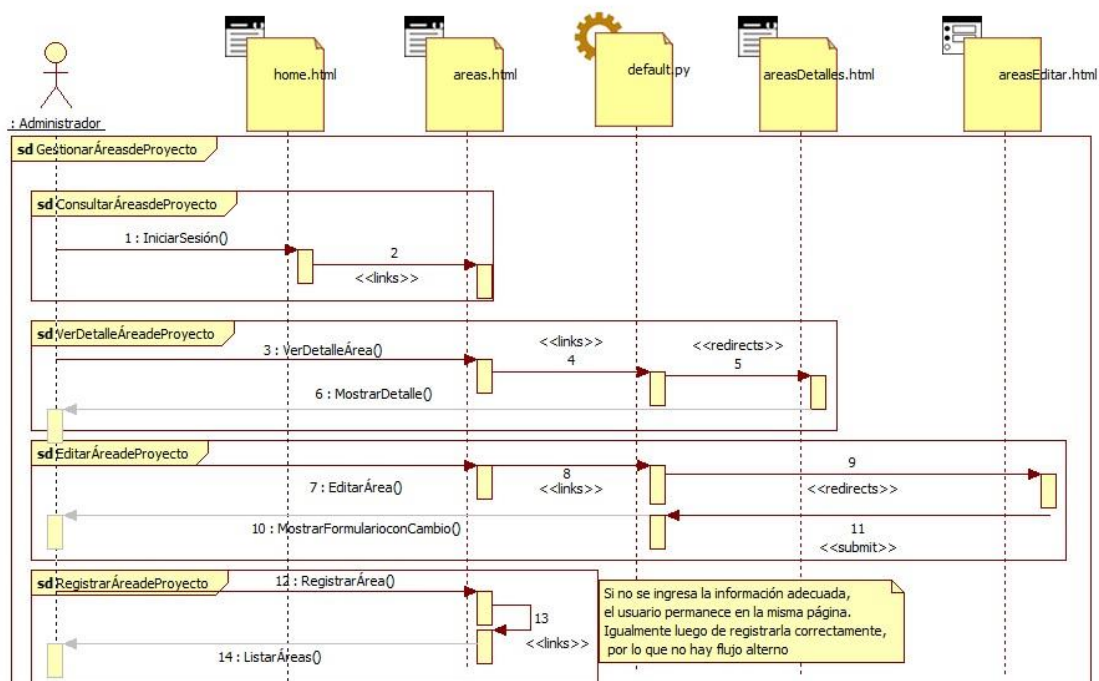 home.html
areas.html
default.py
areasDetalles.html
areasEditar.html
: Administrador
sd GestionarÁreasdeProyecto
sd ConsultarÁreasdeProyecto
1 : IniciarSesión()
2
<<links>>
sd VerDetalleÁreadeProyecto
3 : VerDetalleÁrea()
<<links>>
4
<<redirects>>
5
6 : MostrarDetalle()
sd EditarÁreadeProyecto
7 : EditarÁrea()
8
<<links>>
9
<<redirects>>
10 : MostrarFormularioconCambio()
11
<<submit>>
sd RegistrarÁreadeProyecto
12 : RegistrarÁrea()
13
<<links>>
14 : ListarÁreas()
Si no se ingresa la información adecuada,
el usuario permanece en la misma página.
Igualmente luego de registrarla correctamente,
por lo que no hay flujo alterno